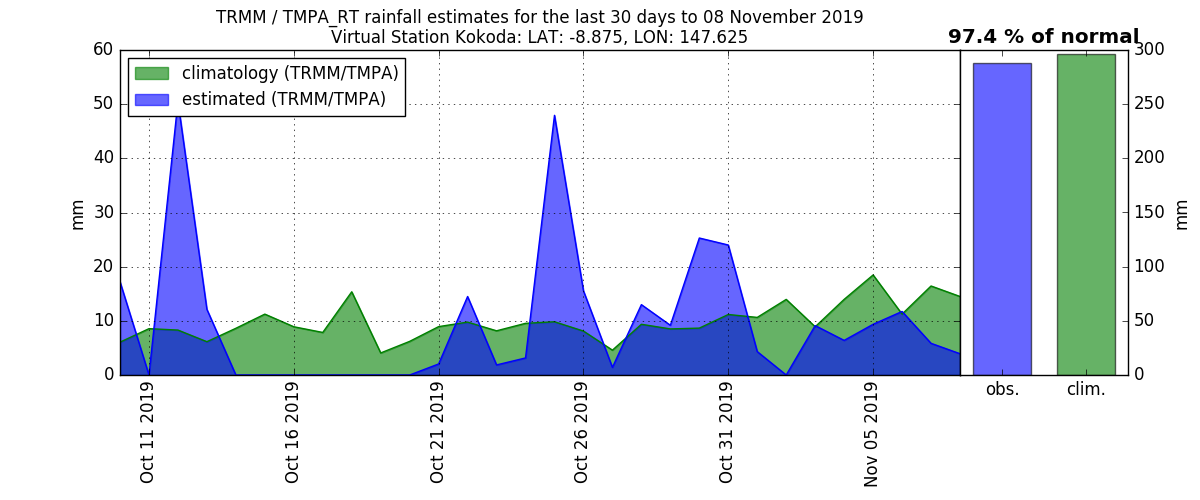 TRMM / TMPA_RT rainfall estimates for the last 30 days to 08 November 2019
Virtual Station Kokoda: LAT: -8.875, LON: 147.625
97.4 % of normal
climatology (TRMM/TMPA)
estimated (TRMM/TMPA)
60
50
40
30
20
10
0
mm
Oct 11 2019
Oct 16 2019
Oct 21 2019
Oct 26 2019
Oct 31 2019
Nov 05 2019
obs.
clim.
300
250
200
150
100
50
0
mm